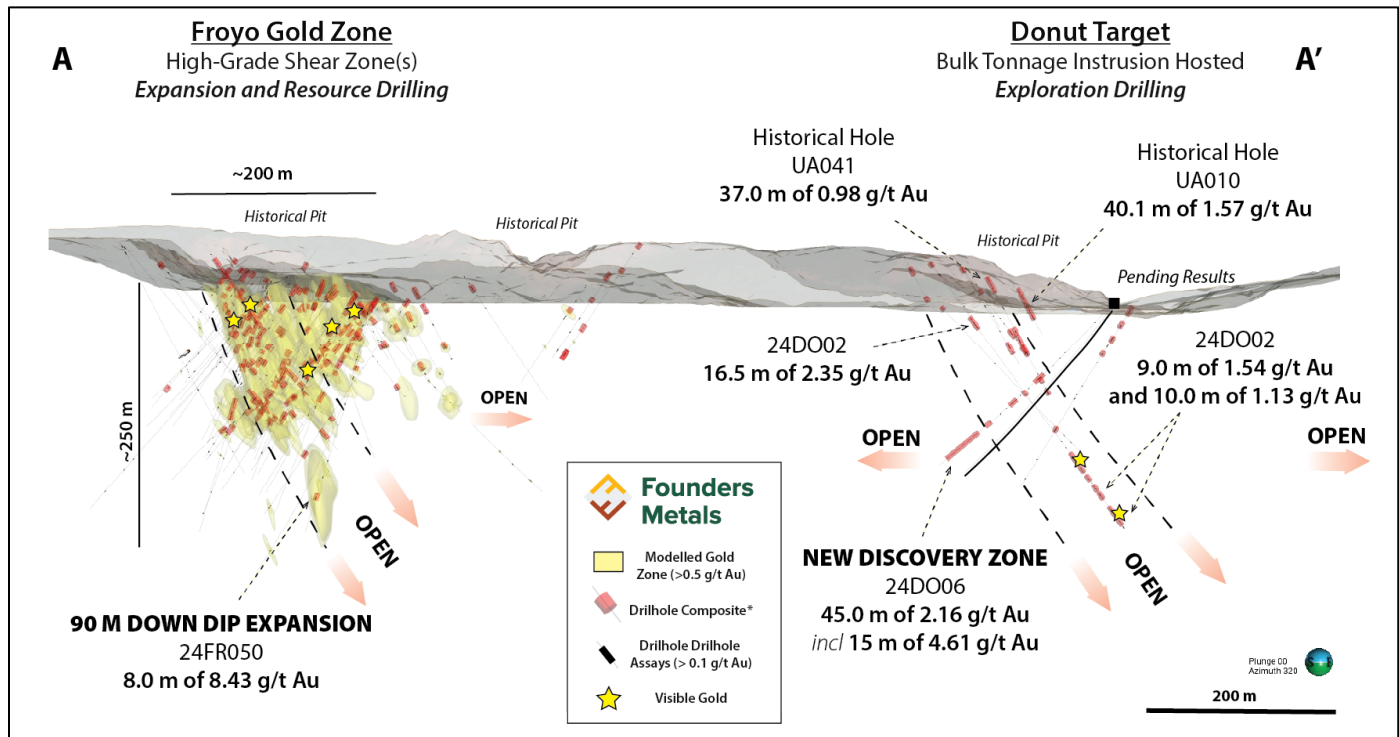 Froyo Gold Zone
High-Grade Shear Zone(s)
Expansion and Resource Drilling
A
Donut Target
Bulk Tonnage Instrusion Hosted
Exploration Drilling
A'
~200 m
Historical Pit
Historical Pit
Historical Hole
UA041
37.0 m of 0.98 g/t Au
Historical Hole
UA010
40.1 m of 1.57 g/t Au
Historical Pit
Pending Results
24DO02
16.5 m of 2.35 g/t Au
24DO02
9.0 m of 1.54 g/t Au
and 10.0 m of 1.13 g/t Au
~250 m
OPEN
OPEN
OPEN
OPEN
OPEN
90 M DOWN DIP EXPANSION
24FR050
8.0 m of 8.43 g/t Au
Founders
Metals
Modelled Gold
Zone (>0.5 g/t Au)
Drilhole Composite*
Drilhole Drilhole
Assays (> 0.1 g/t Au)
Visible Gold
NEW DISCOVERY ZONE
24DO06
45.0 m of 2.16 g/t Au
incl 15 m of 4.61 g/t Au
Plunge 00
Azimuth 320
200 m